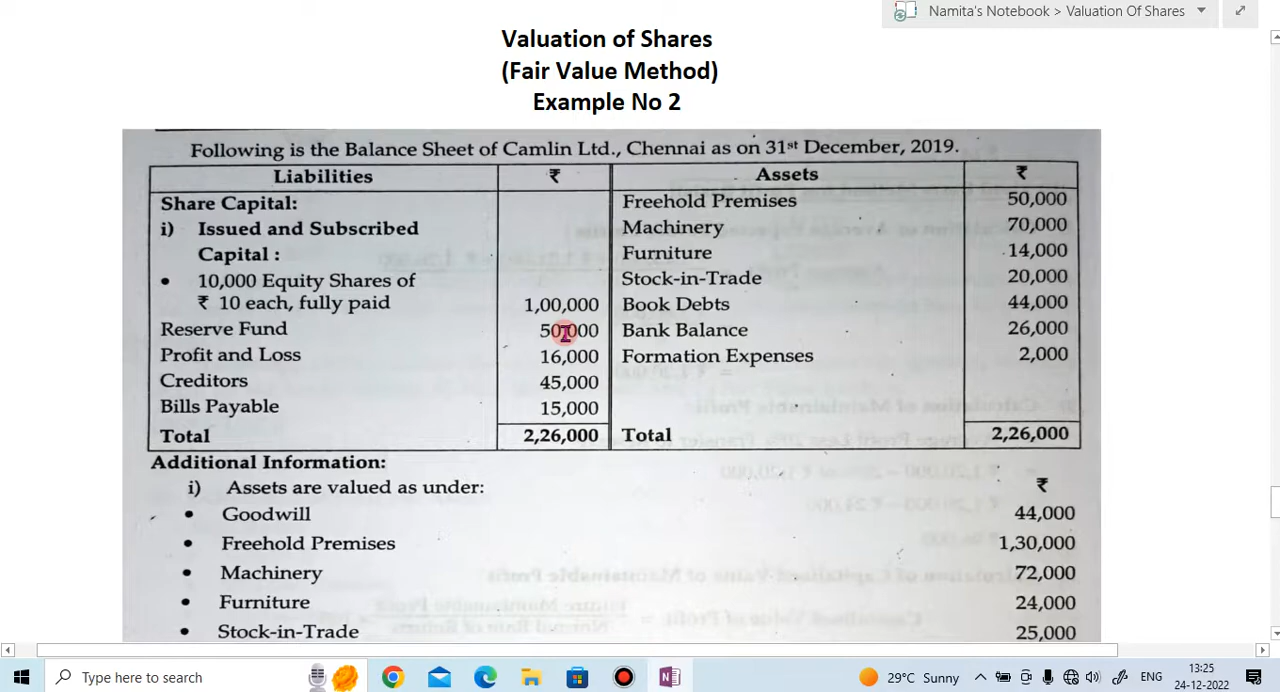 Namita's Notebook > Valuation Of Shares
Valuation of Shares
(Fair Value Method)
Example No 2
Following is the Balance Sheet of Camlin Ltd., Chennai as on 31st December, 2019.
Liabilities ₹ Assets ₹
Share Capital: Freehold Premises 50,000
i) Issued and Subscribed Machinery 70,000
Capital : Furniture 14,000
• 10,000 Equity Shares of Stock-in-Trade 20,000
₹ 10 each, fully paid 1,00,000 Book Debts 44,000
Reserve Fund 50,000 Bank Balance 26,000
Profit and Loss 16,000 Formation Expenses 2,000
Creditors 45,000
Bills Payable 15,000
Total 2,26,000 Total 2,26,000
Additional Information:
i) Assets are valued as under: ₹
• Goodwill 44,000
• Freehold Premises 1,30,000
• Machinery 72,000
• Furniture 24,000
• Stock-in-Trade 25,000
Type here to search
29°C Sunny
ENG
13:25
24-12-2022